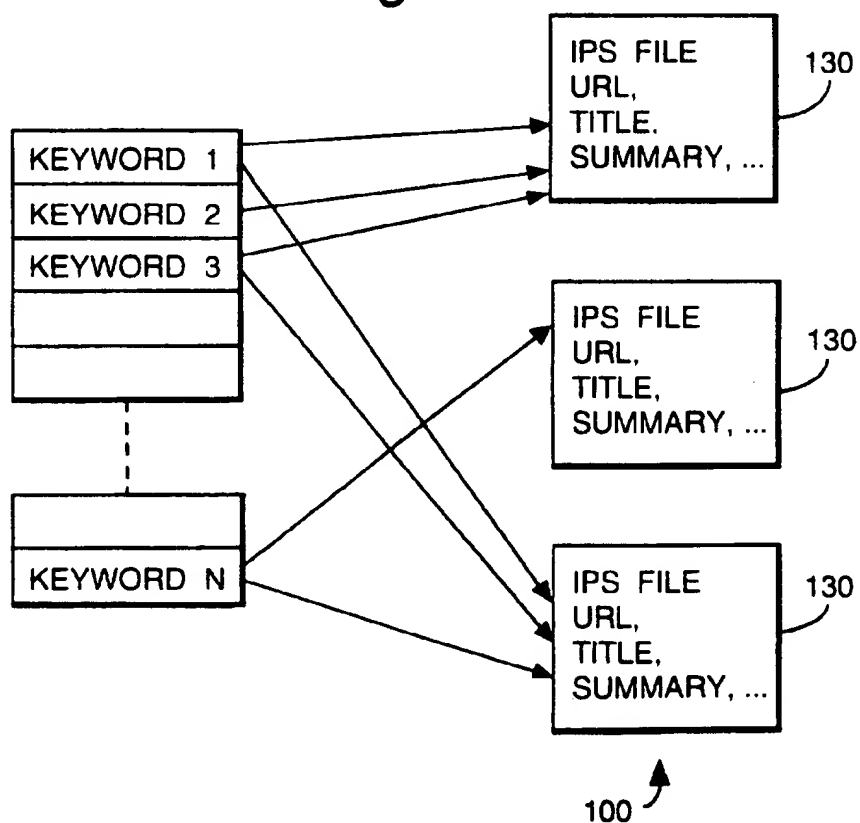 KEYWORD 1
KEYWORD 2
KEYWORD 3
KEYWORD N
IPS FILE
URL,
TITLE.
SUMMARY, ...
130
IPS FILE
URL,
TITLE,
SUMMARY, ...
130
IPS FILE
URL,
TITLE,
SUMMARY, ...
130
100